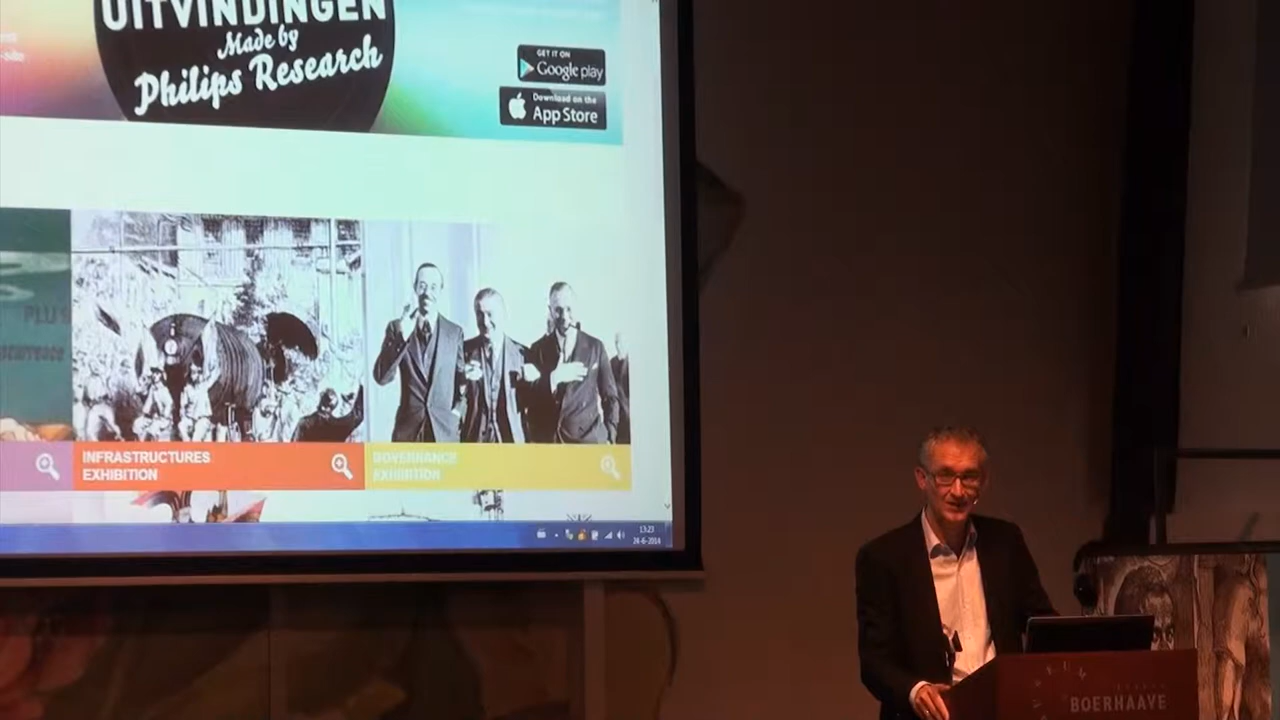 UITVINDINGEN
Made by
Philips Research
GET IT ON
Google play
Download on the
App Store
INFRASTRUCTURES
EXHIBITION
GOVERNANCE
EXHIBITION
13:23
24-6-2014
BOERHAAVE